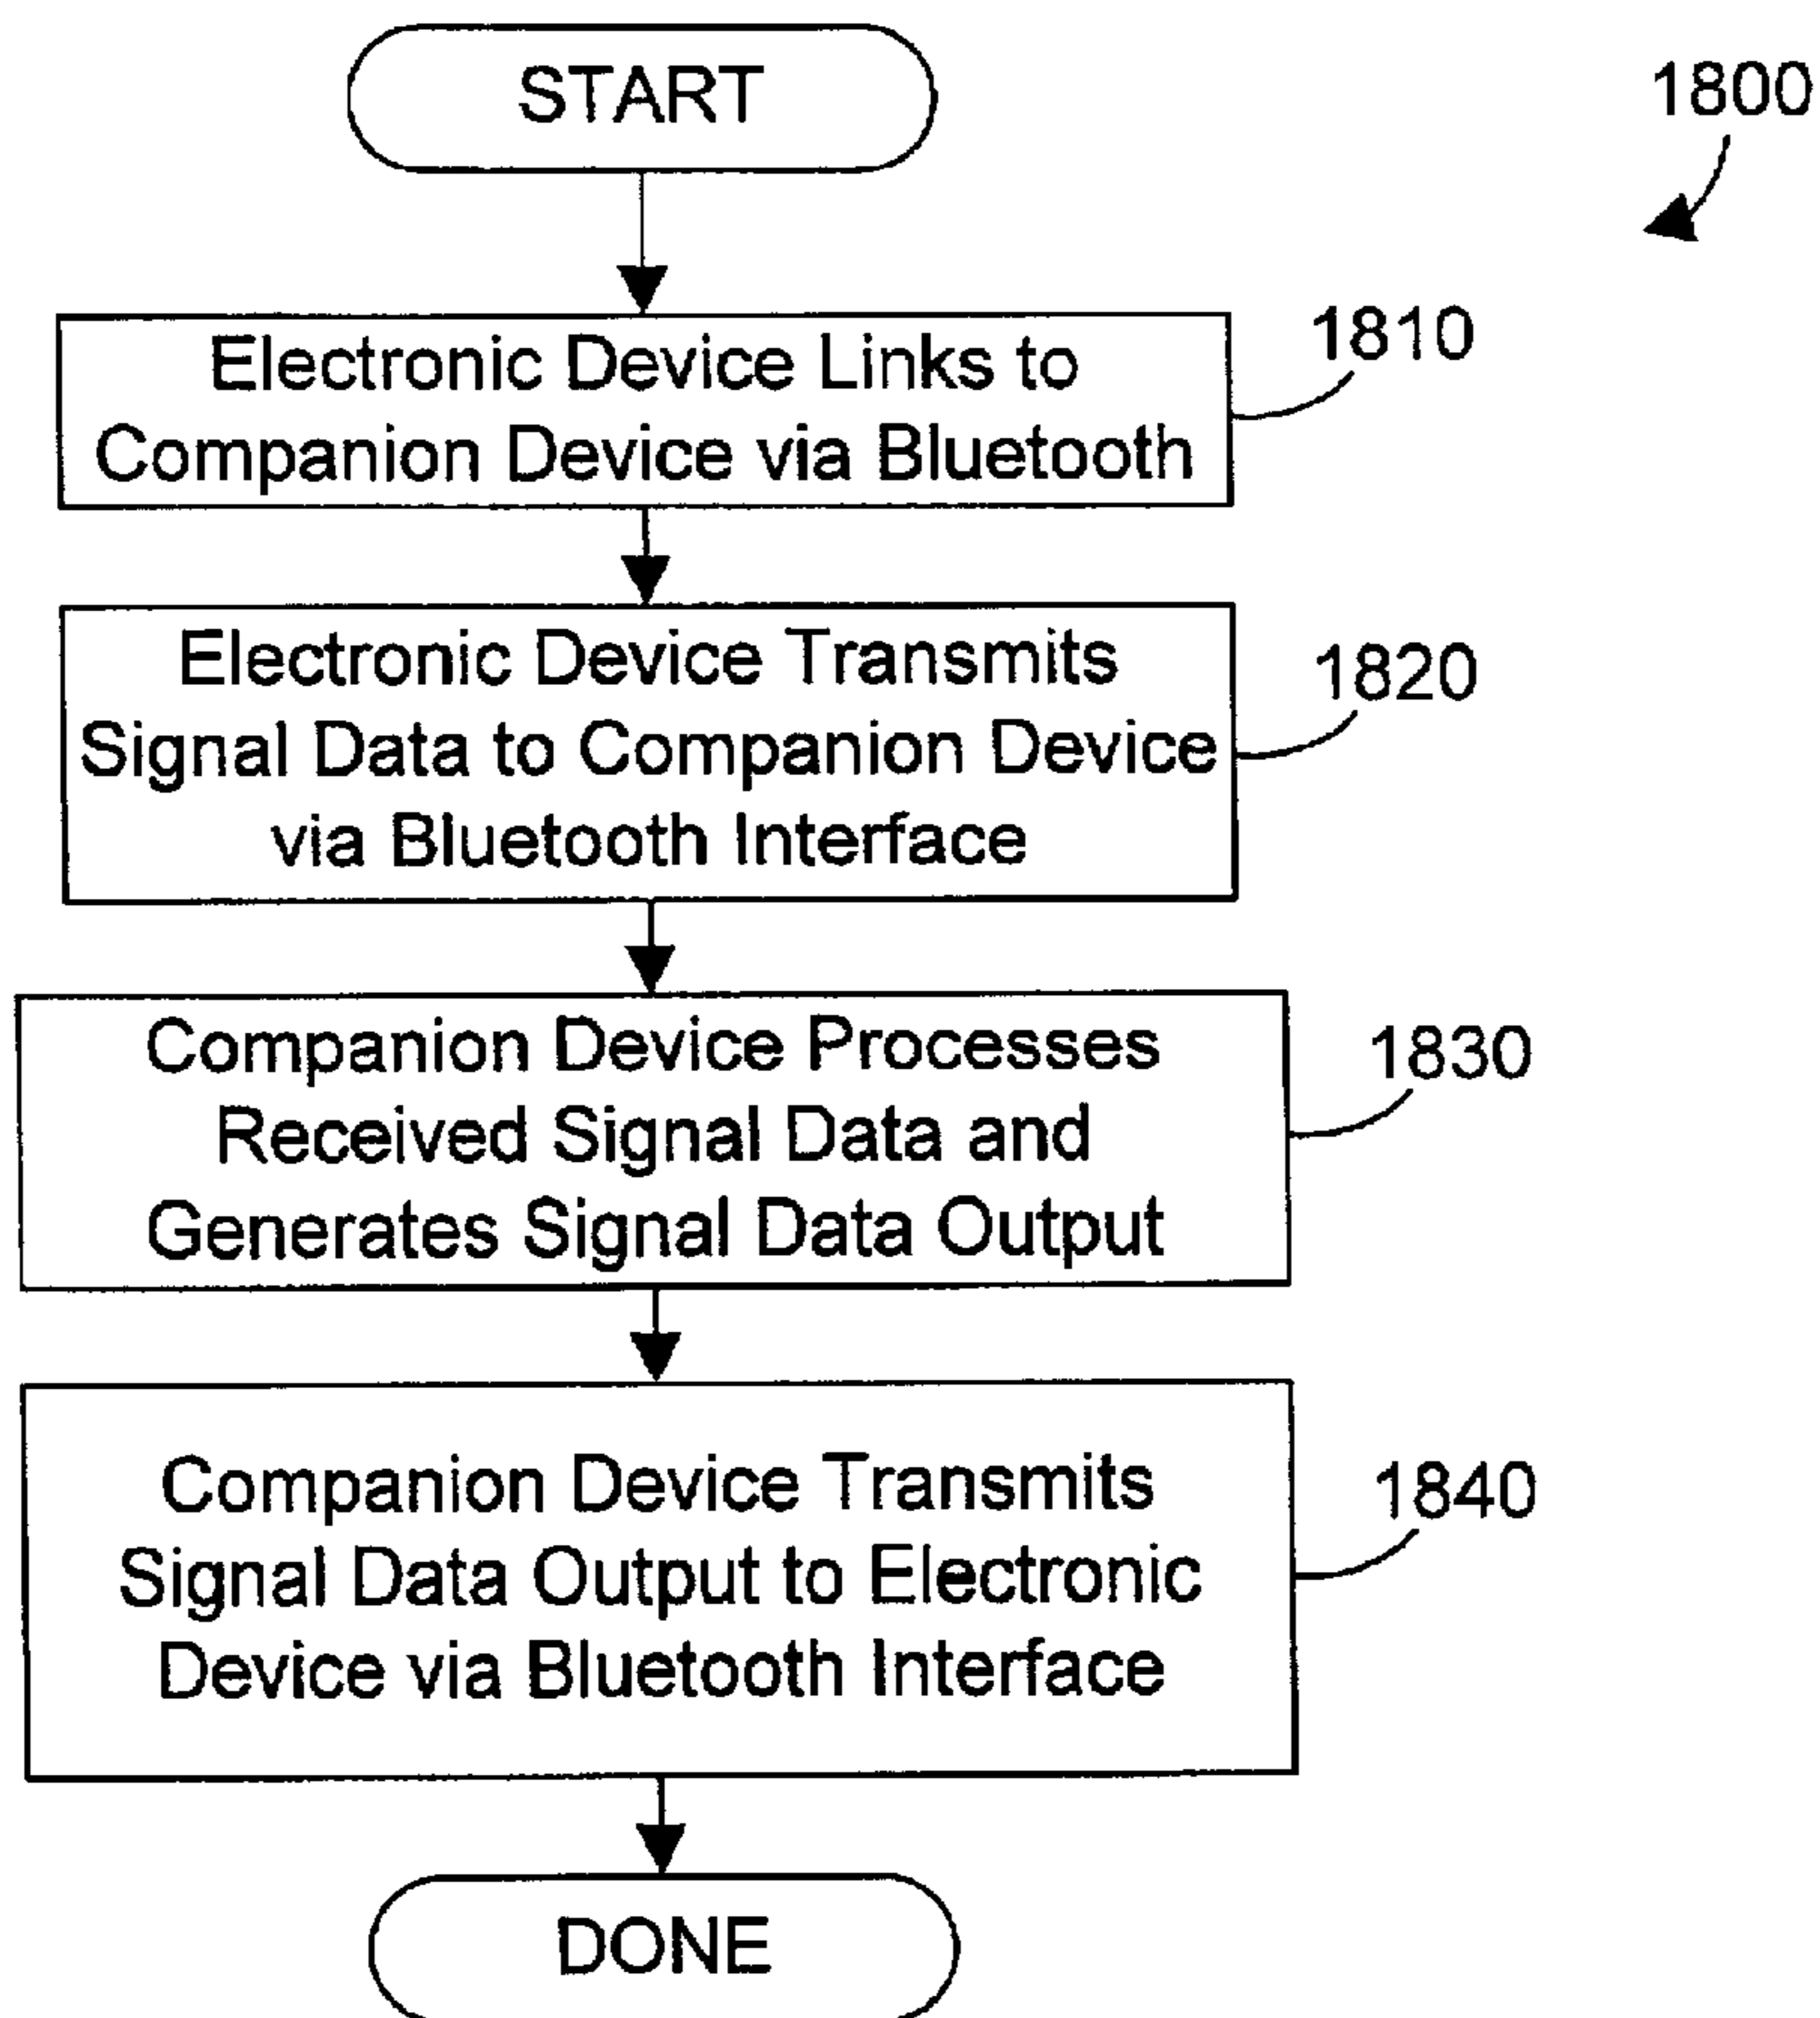 START
1800
Electronic Device Links to
Companion Device via Bluetooth
1810
Electronic Device Transmits
Signal Data to Companion Device
via Bluetooth Interface
1820
Companion Device Processes
Received Signal Data and
Generates Signal Data Output
1830
Companion Device Transmits
Signal Data Output to Electronic
Device via Bluetooth Interface
1840
DONE